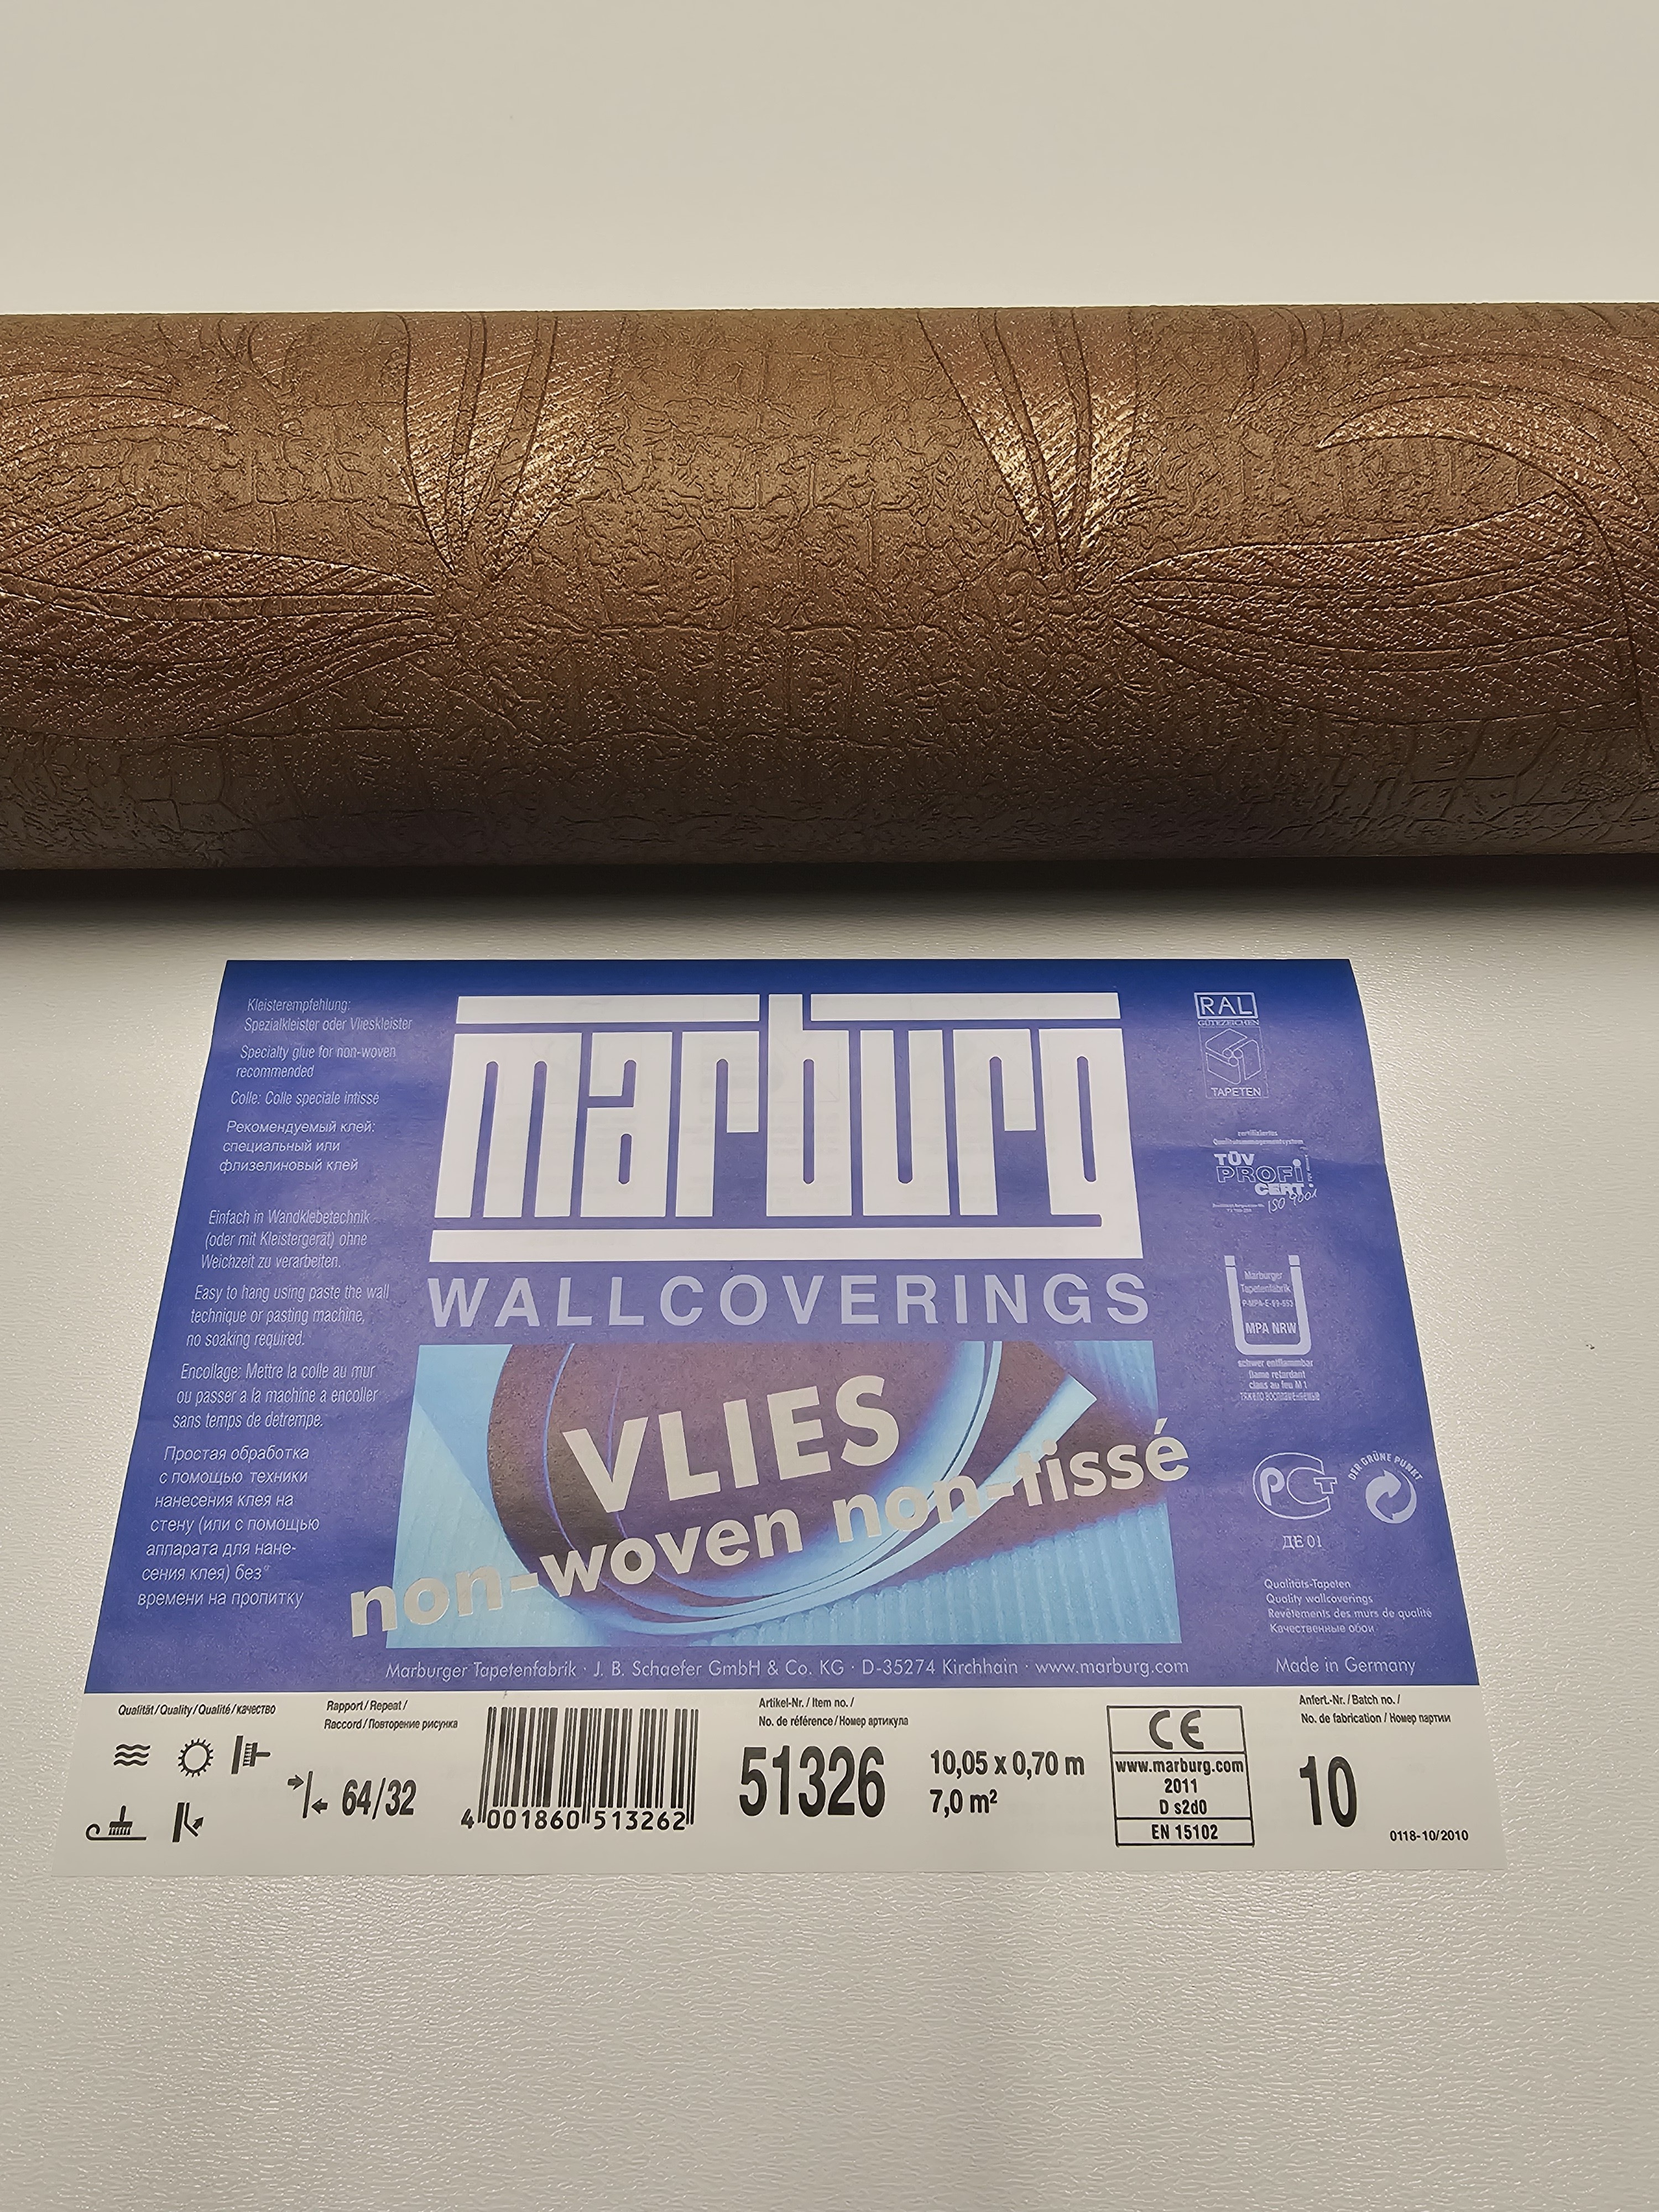 Kleisterempfehlung:
Spezialkleister oder Vlieskleister
Specialty glue for non-woven
recommended
Colle: Colle speciale intissé
Рекомендуемый клей:
специальный или
флизелиновый клей
Einfach in Wandklebetechnik
(oder mit Kleistergerät) ohne
Weichzeit zu verarbeiten.
Easy to hang using paste the wall
technique or pasting machine,
no soaking required.
Encollage: Mettre la colle au mur
ou passer a la machine a encoller
sans temps de detrempe.
Простая обработка
с помощью техники
нанесения клея на
стену (или с помощью
аппарата для нане-
сения клея) без
времени на пропитку
marburg
WALLCOVERINGS
VLIES
non-woven non-tissé
RAL
GÜTEZEICHEN
TAPETEN
zertifiziertes
Qualitätsmanagementsystem
TÜV
PROFi
CERT
ISO 9001
Marburger
Tapetenfabrik
MPA NRW
schwer entflammbar
flame retardant
class au feu M1
PCT
DER GRÜNE PUNKT
ДЕ 01
Qualitäts-Tapeten
Quality wallcoverings
Revêtements des murs de qualité
Качественные обои
Marburger Tapetenfabrik · J. B. Schaefer GmbH & Co. KG · D-35274 Kirchhain · www.marburg.com
Made in Germany
Qualität/Quality/Qualité/качество
Rapport/Repeat/
Raccord/Повторение рисунка
64/32
4 001860 513262
Artikel-Nr. / Item no. /
No. de référence/Номер артикула
51326
10,05 x 0,70 m
7,0 m²
CE
www.marburg.com
2011
D s2d0
EN 15102
Anfert.-Nr. / Batch no. /
No. de fabrication / Номер партии
10
0118-10/2010